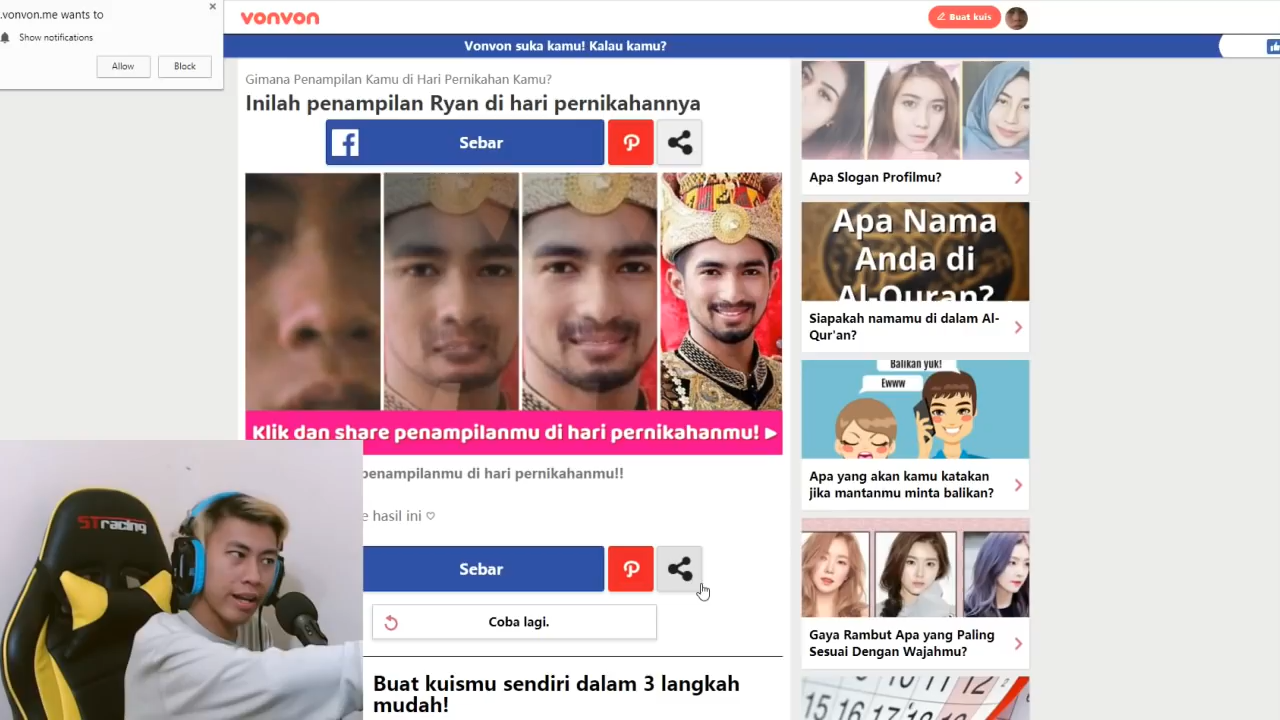 .vonvon.me wants to
Show notifications
Allow
Block
vonvon
Buat kuis
Vonvon suka kamu! Kalau kamu?
Gimana Penampilan Kamu di Hari Pernikahan Kamu?
Inilah penampilan Ryan di hari pernikahannya
Sebar
Klik dan share penampilanmu di hari pernikahanmu!
penampilanmu di hari pernikahanmu!!
e hasil ini ♡
Sebar
Coba lagi.
Buat kuismu sendiri dalam 3 langkah
mudah!
STracing
Apa Slogan Profilmu?
Apa Nama
Anda di
Al-Quran?
Siapakah namamu di dalam Al-
Qur'an?
Balikan yuk!
Ewww
Apa yang akan kamu katakan
jika mantanmu minta balikan?
Gaya Rambut Apa yang Paling
Sesuai Dengan Wajahmu?